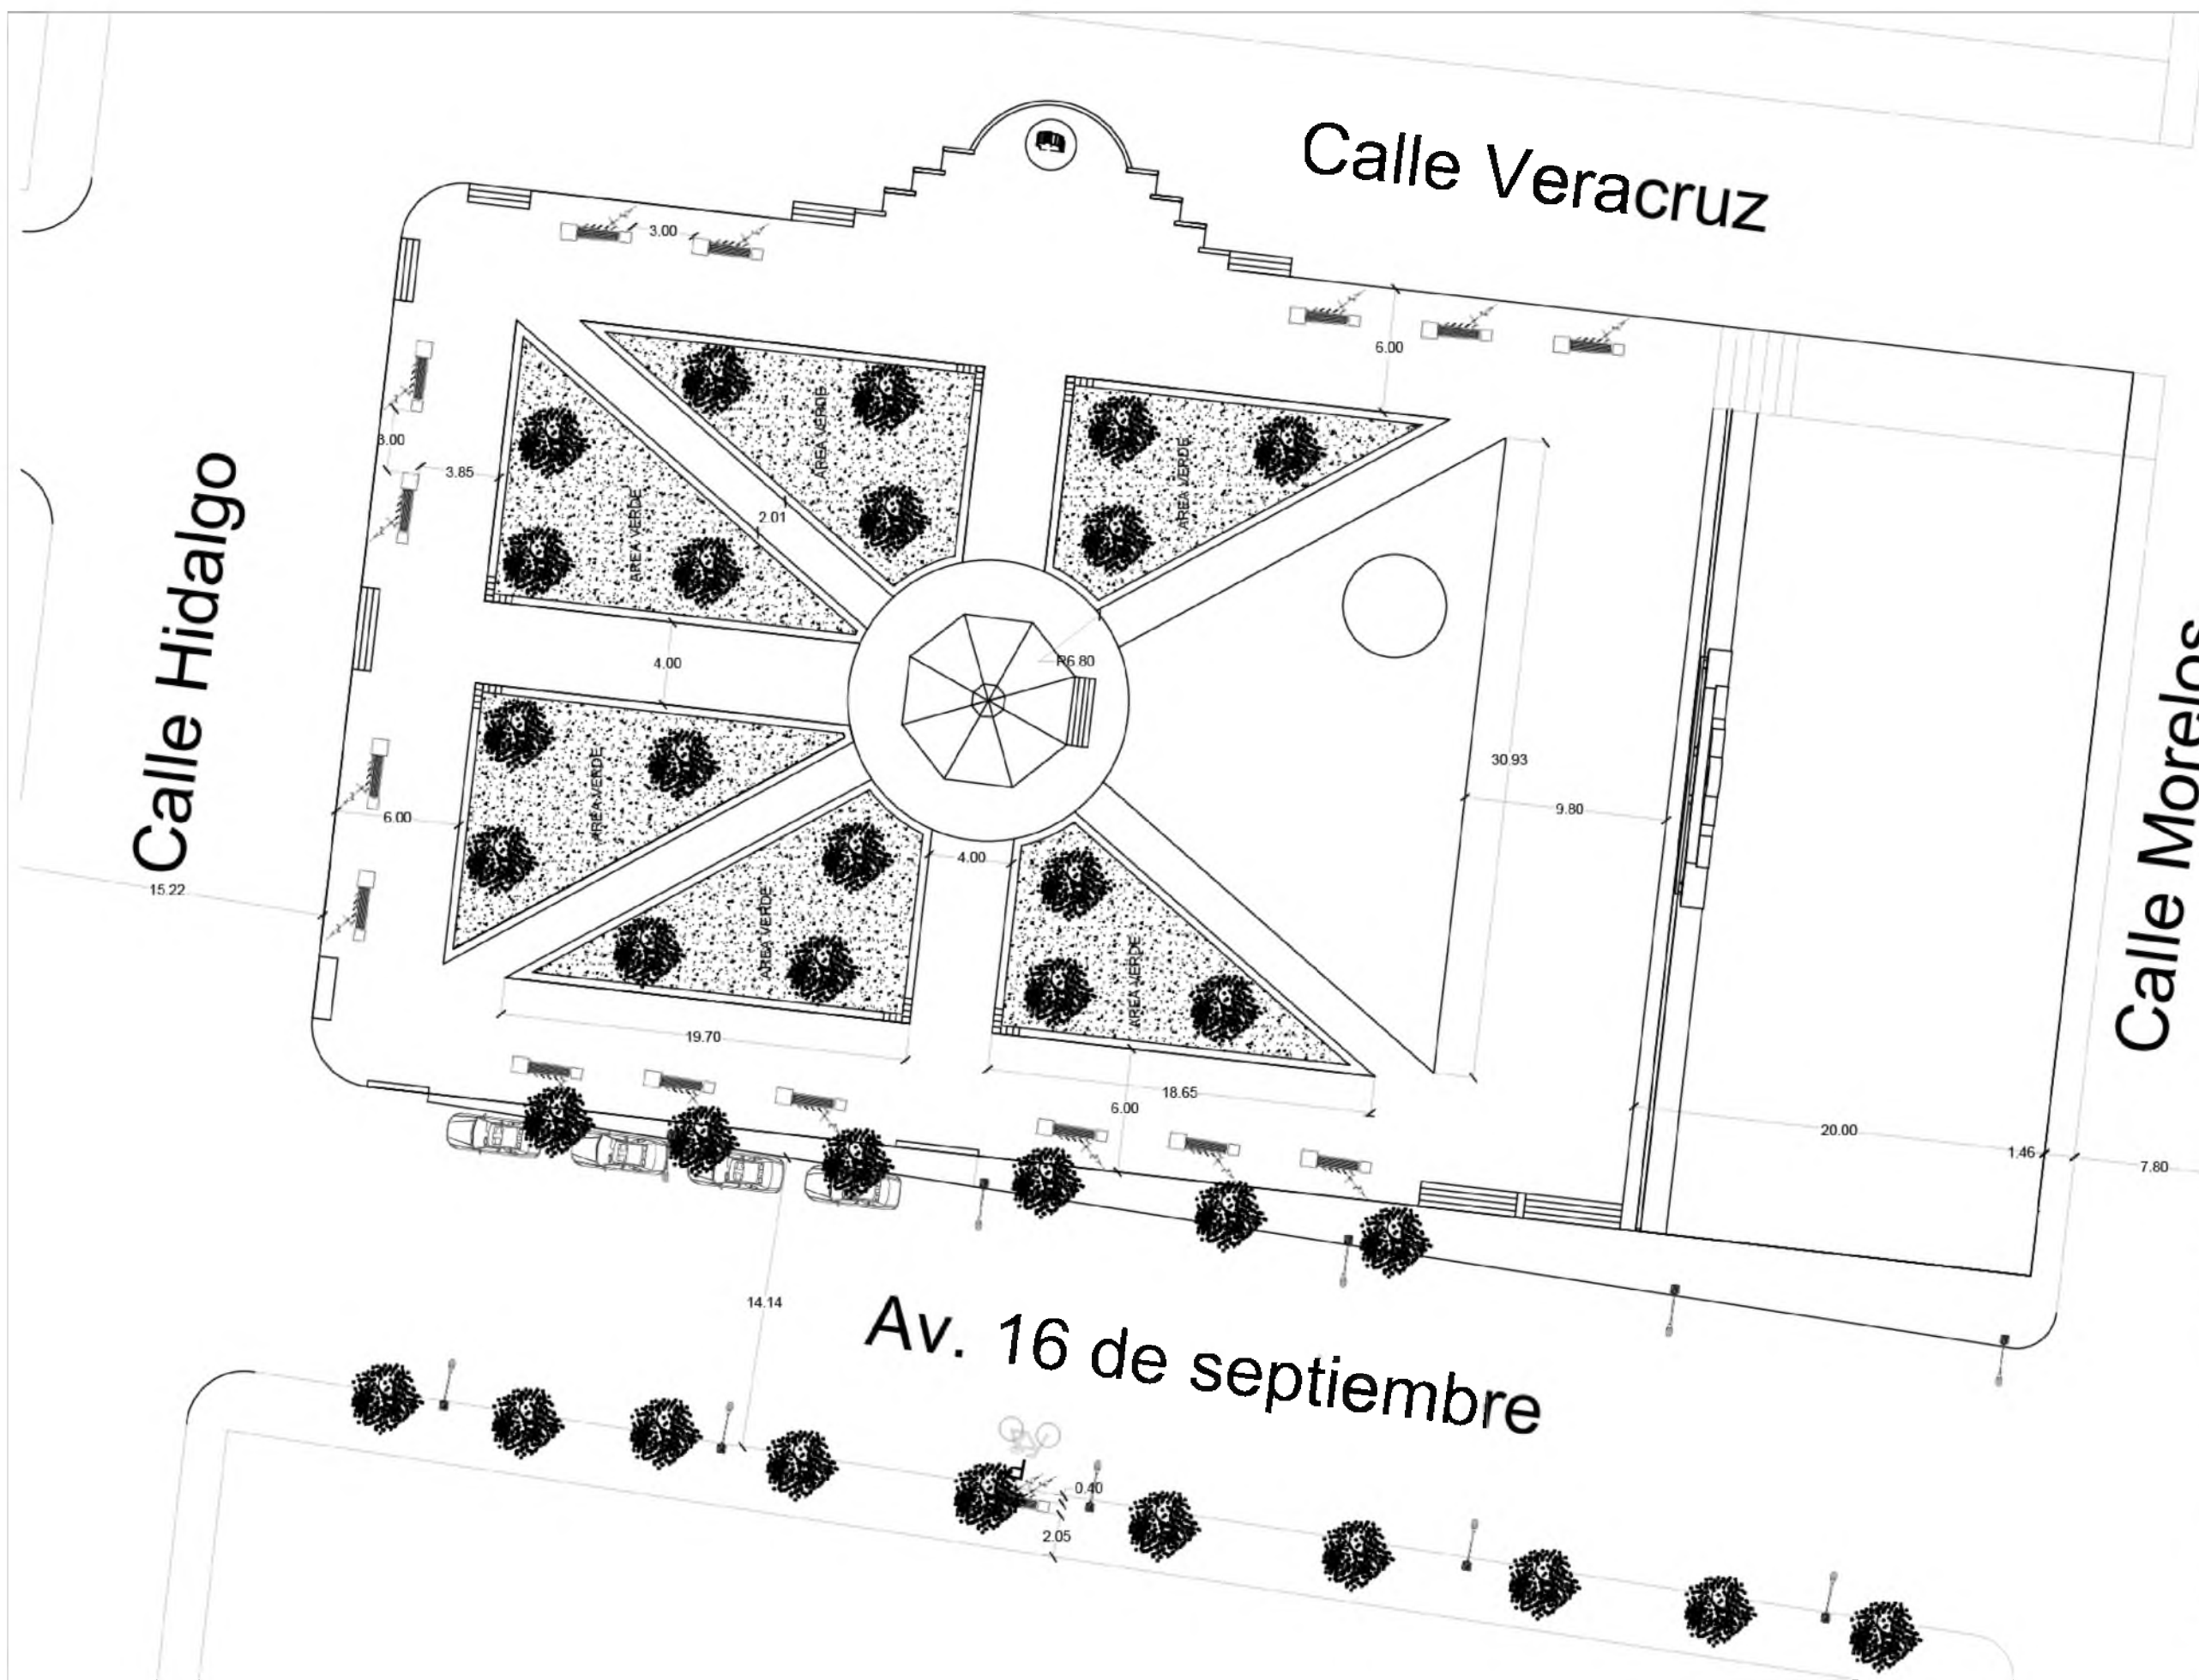 Calle Veracruz
3.00
6.00
AREA VERDE
AREA VERDE
3.00
3.85
AREA VERDE
2.01
AREA VERDE
Calle Hidalgo
4.00
R6.80
Calle Morelos
30.93
9.80
6.00
AREA VERDE
4.00
15.22
AREA VERDE
AREA VERDE
19.70
18.65
6.00
20.00
1.46
7.80
14.14
Av. 16 de septiembre
0.40
2.05